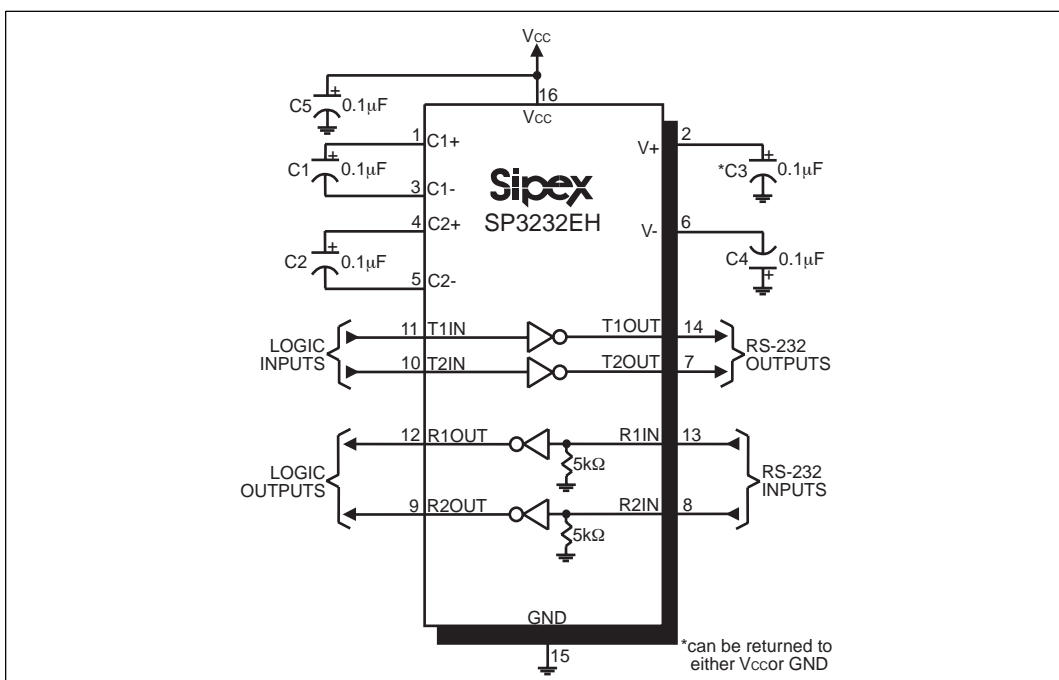 VCC
16
VCC
C5
+
0.1µF
1
C1+
C1
+
0.1µF
3
C1-
4
C2+
C2
+
0.1µF
5
C2-
Sipex
SP3232EH
V+
2
*C3
+
0.1µF
V-
6
C4
0.1µF
+
LOGIC
INPUTS
11
T1IN
T1OUT
14
10
T2IN
T2OUT
7
RS-232
OUTPUTS
LOGIC
OUTPUTS
12
R1OUT
R1IN
13
5kΩ
9
R2OUT
R2IN
8
5kΩ
RS-232
INPUTS
GND
15
*can be returned to
either VCCor GND